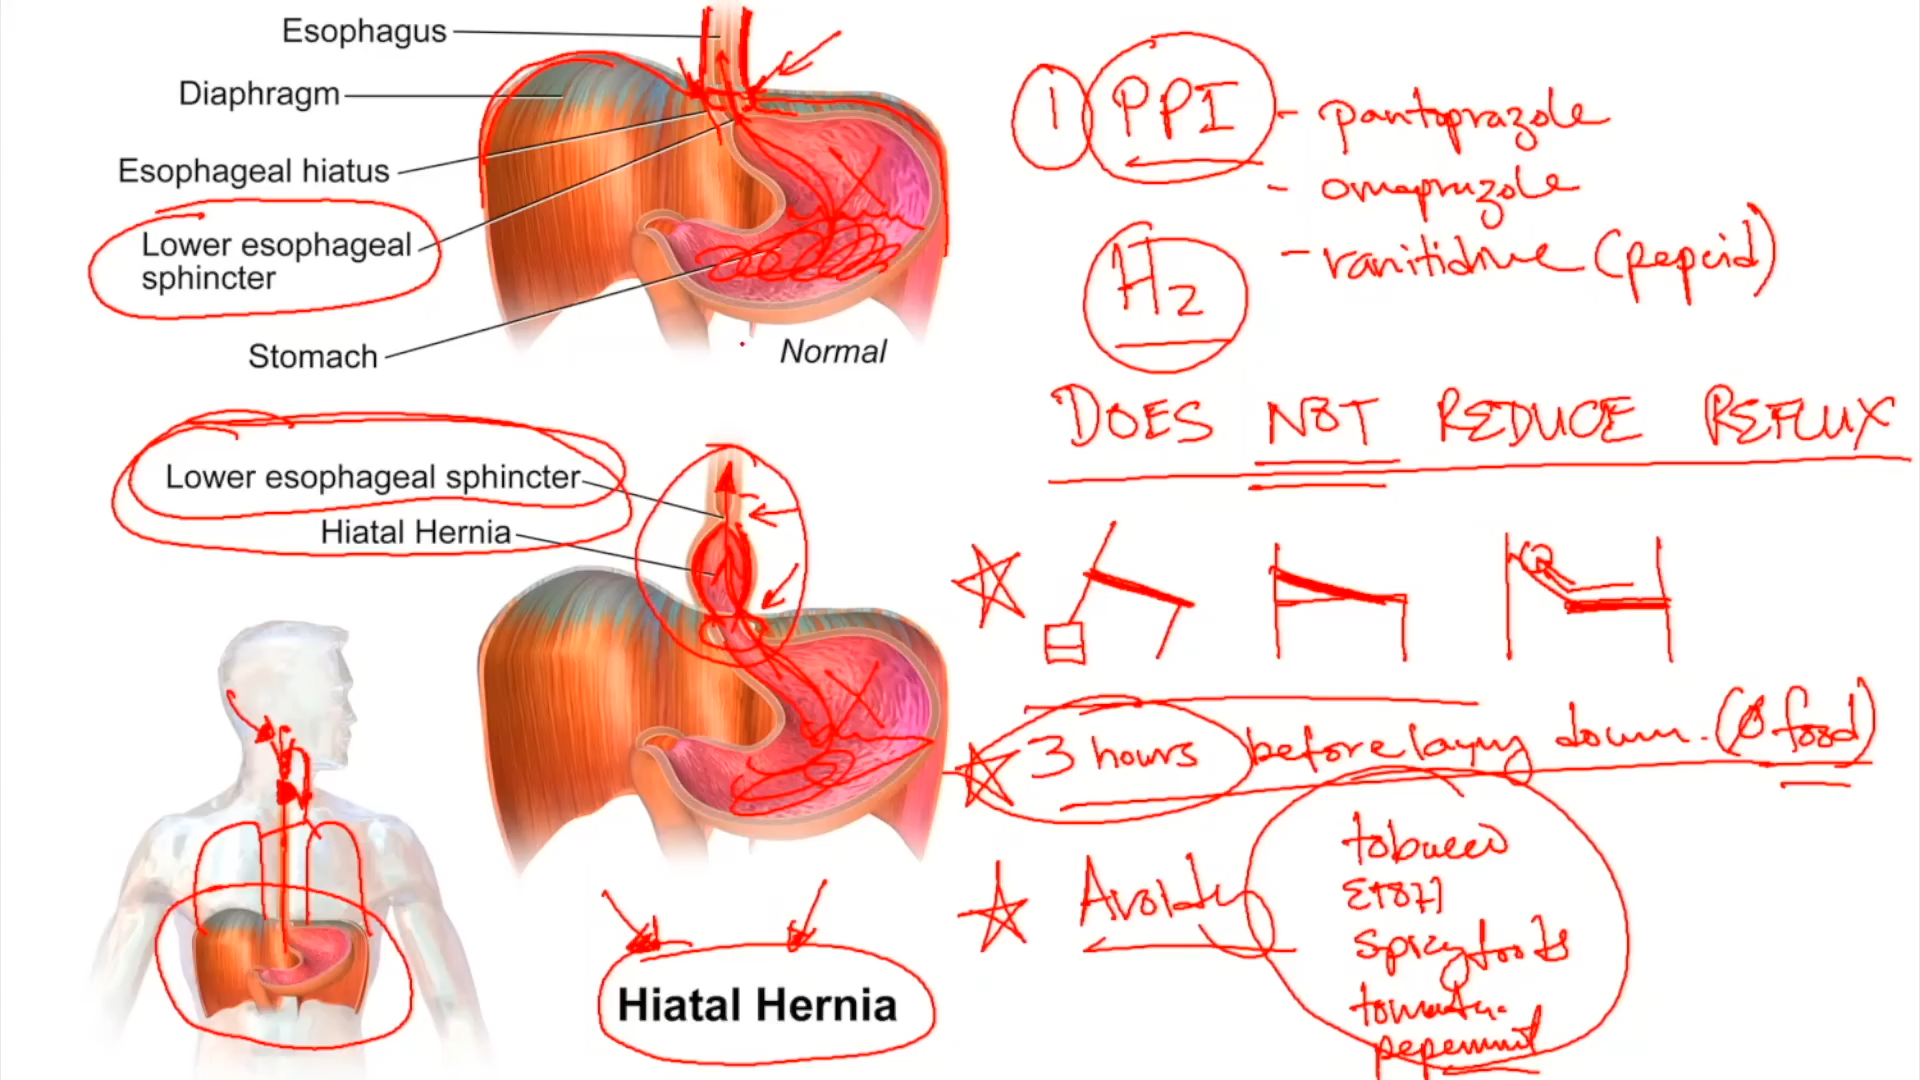 Esophagus
Diaphragm
Esophageal hiatus
Lower esophageal
sphincter
Stomach
Normal
Lower esophageal sphincter
Hiatal Hernia
Hiatal Hernia
1 PPI - pantoprazole
- omeprazole
H2 - ranitidine (pepcid)
DOES NOT REDUCE REFLUX
3 hours before laying down. (Ø food)
Avoid
tobacco
EtOH
spicy foods
tomato
pepermint